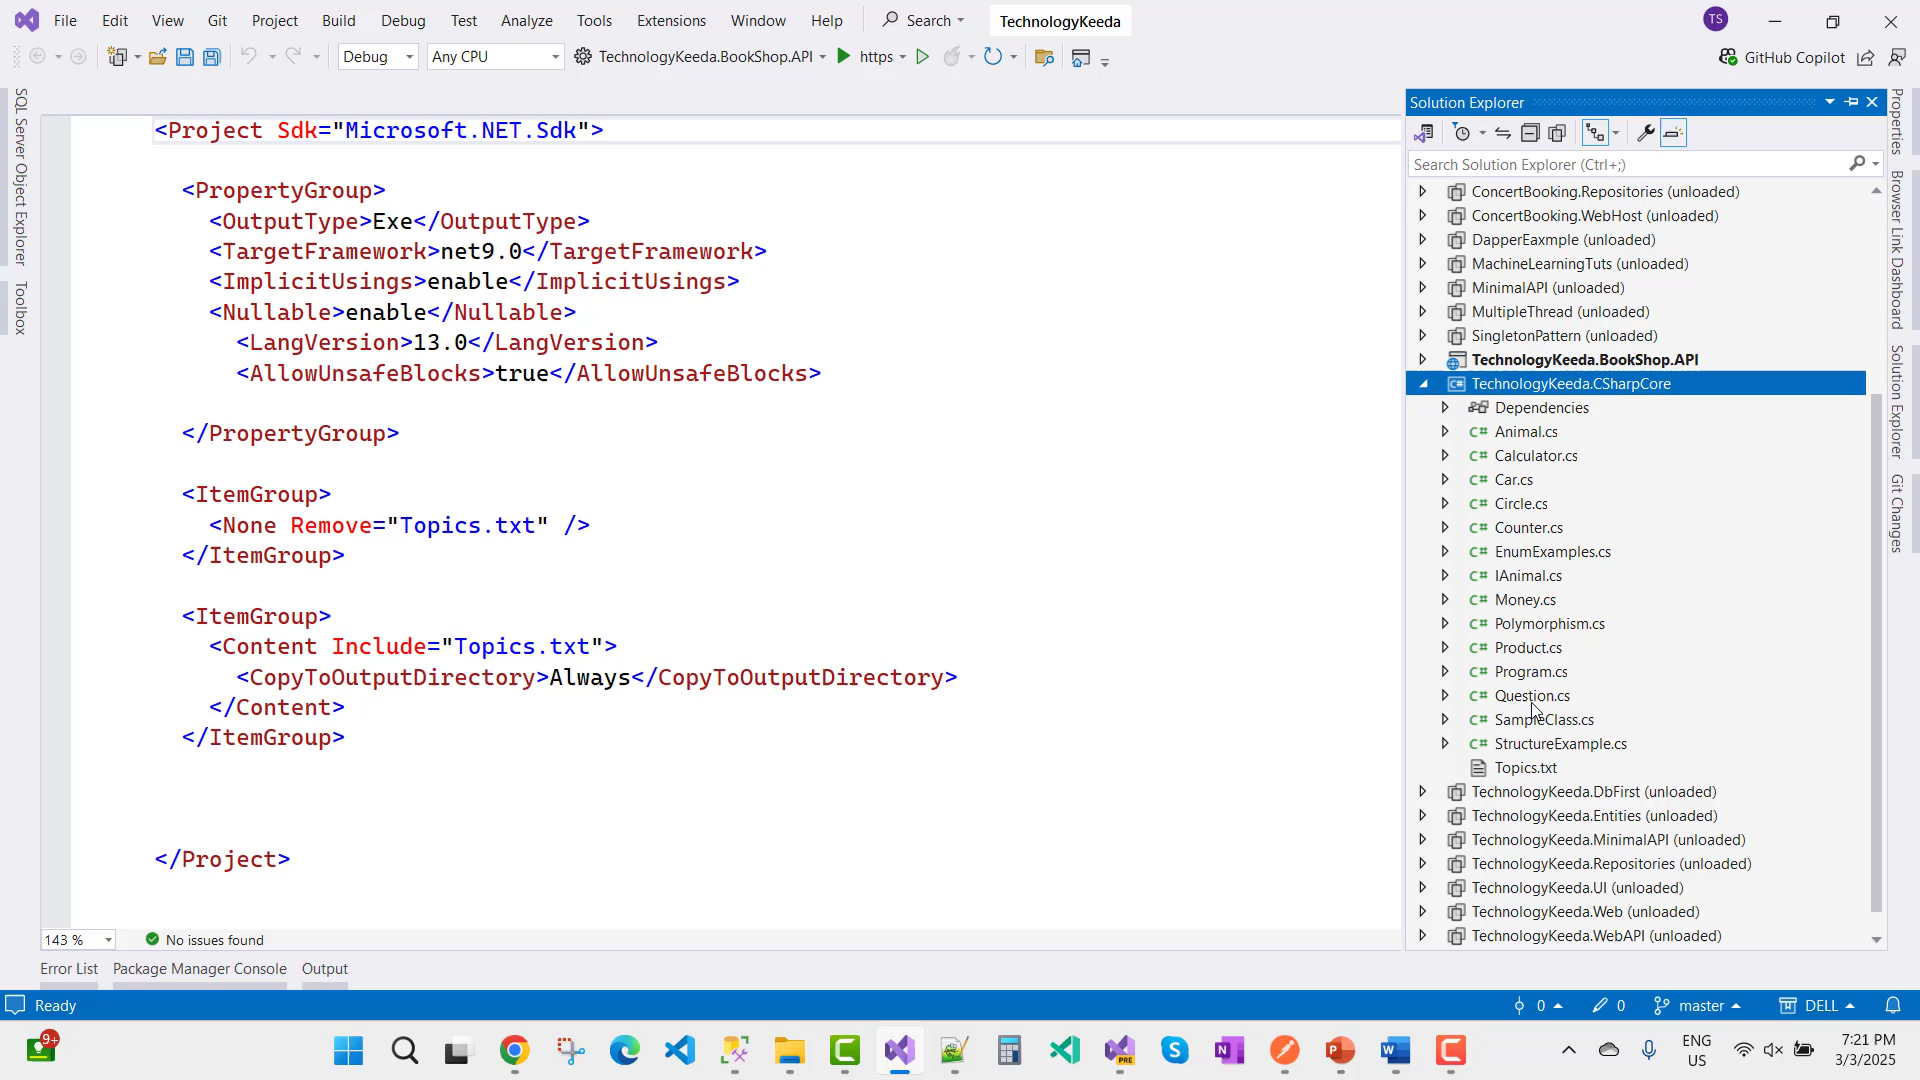 File Edit View Git Project Build Debug Test Analyze Tools Extensions Window Help Search TechnologyKeeda TS
Debug Any CPU TechnologyKeeda.BookShop.API https GitHub Copilot
SQL Server Object Explorer
Toolbox
<Project Sdk="Microsoft.NET.Sdk">
<PropertyGroup>
<OutputType>Exe</OutputType>
<TargetFramework>net9.0</TargetFramework>
<ImplicitUsings>enable</ImplicitUsings>
<Nullable>enable</Nullable>
<LangVersion>13.0</LangVersion>
<AllowUnsafeBlocks>true</AllowUnsafeBlocks>
</PropertyGroup>
<ItemGroup>
<None Remove="Topics.txt" />
</ItemGroup>
<ItemGroup>
<Content Include="Topics.txt">
<CopyToOutputDirectory>Always</CopyToOutputDirectory>
</Content>
</ItemGroup>
</Project>
143 % No issues found
Solution Explorer
Search Solution Explorer (Ctrl+;)
ConcertBooking.Repositories (unloaded)
ConcertBooking.WebHost (unloaded)
DapperEaxmple (unloaded)
MachineLearningTuts (unloaded)
MinimalAPI (unloaded)
MultipleThread (unloaded)
SingletonPattern (unloaded)
TechnologyKeeda.BookShop.API
TechnologyKeeda.CSharpCore
Dependencies
C# Animal.cs
C# Calculator.cs
C# Car.cs
C# Circle.cs
C# Counter.cs
C# EnumExamples.cs
C# IAnimal.cs
C# Money.cs
C# Polymorphism.cs
C# Product.cs
C# Program.cs
C# Question.cs
C# SampleClass.cs
C# StructureExample.cs
Topics.txt
TechnologyKeeda.DbFirst (unloaded)
TechnologyKeeda.Entities (unloaded)
TechnologyKeeda.MinimalAPI (unloaded)
TechnologyKeeda.Repositories (unloaded)
TechnologyKeeda.UI (unloaded)
TechnologyKeeda.Web (unloaded)
TechnologyKeeda.WebAPI (unloaded)
Properties
Browser Link Dashboard
Solution Explorer
Git Changes
Error List Package Manager Console Output
Ready 0 0 master DELL
9+ PRE ENG
US
7:21 PM
3/3/2025